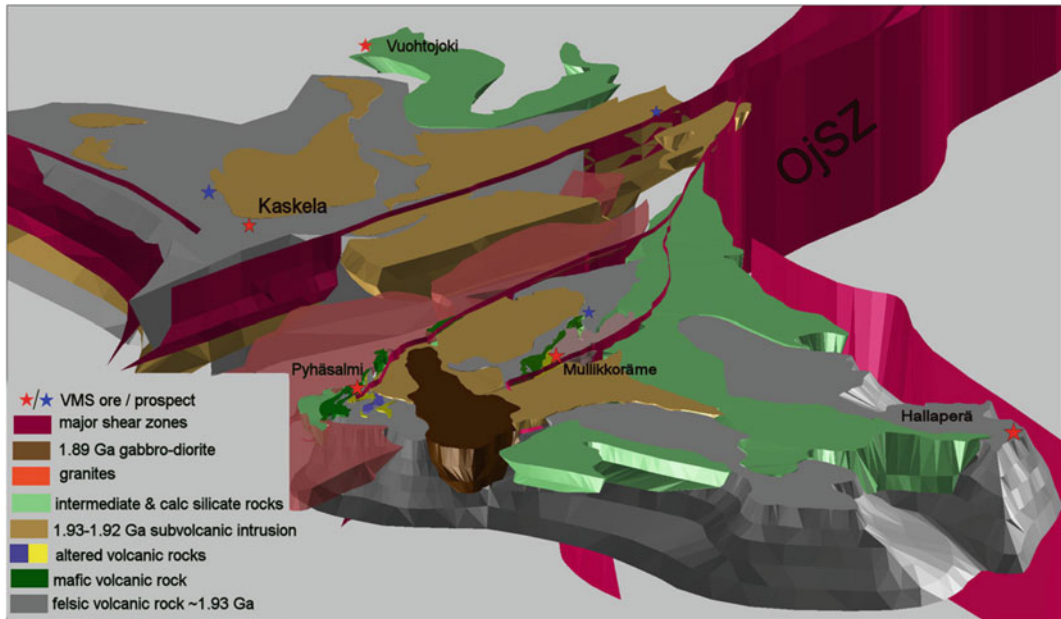 Vuohtojoki
OjSZ
Kaskela
Pyhäsalmi
Mullikkoräme
Hallaperä
/ VMS ore / prospect
major shear zones
1.89 Ga gabbro-diorite
granites
intermediate & calc silicate rocks
1.93-1.92 Ga subvolcanic intrusion
altered volcanic rocks
mafic volcanic rock
felsic volcanic rock ~1.93 Ga